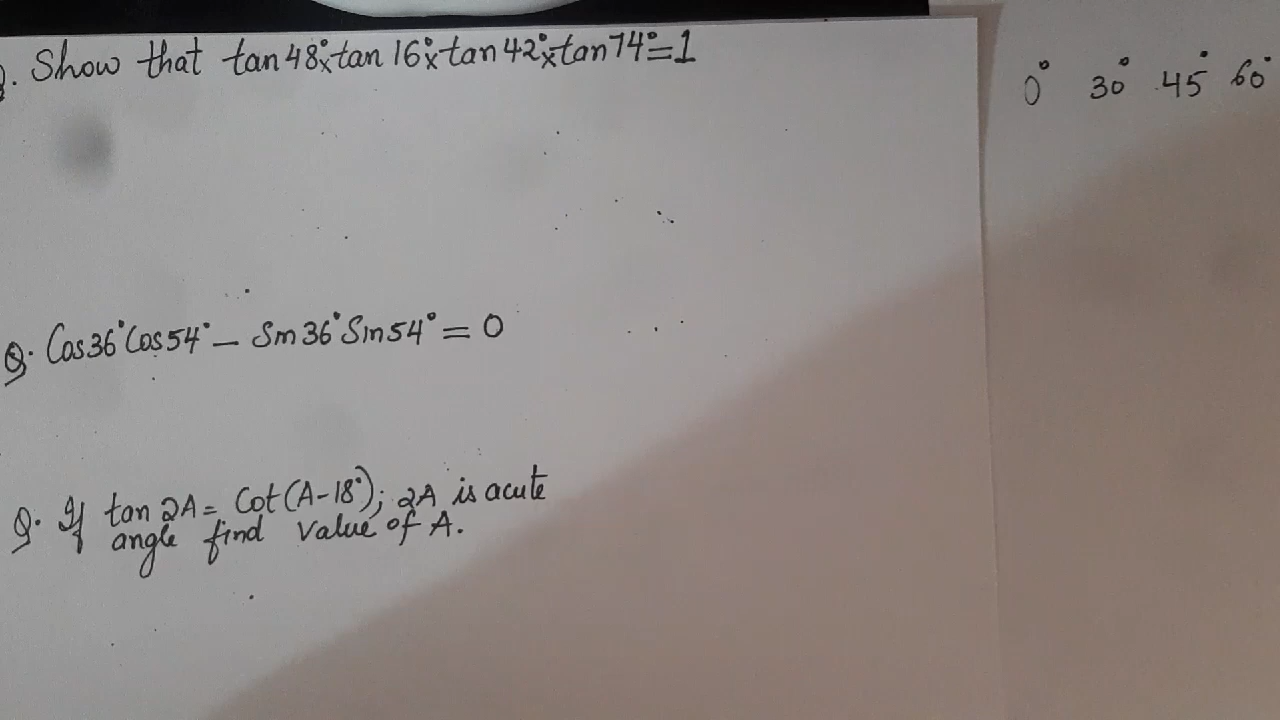 Q. Show that tan 48° × tan 16° × tan 42° × tan 74° = 1
0° 30° 45° 60°
Q. Cos 36° Cos 54° – Sin 36° Sin 54° = 0
Q. If tan 2A = Cot (A – 18°); 2A is acute
angle find value of A.